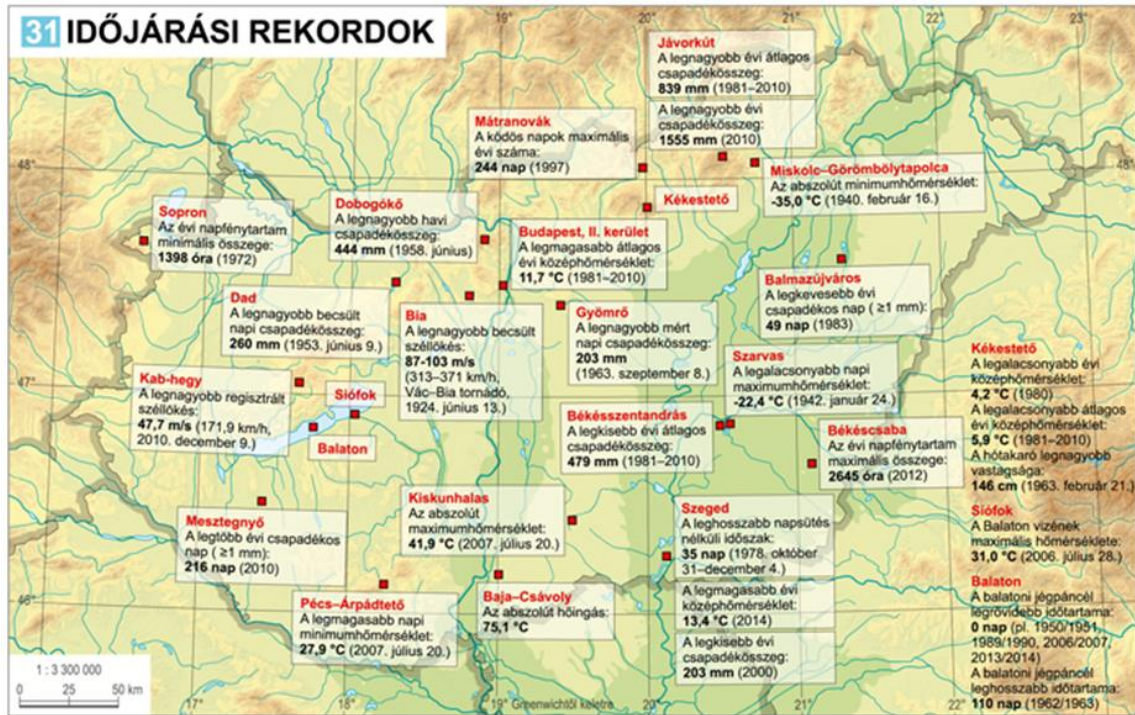 31 IDŐJÁRÁSI REKORDOK
19°
20°
21°
22°
23°
Jávorkút
A legnagyobb évi átlagos
csapadékösszeg:
839 mm (1981–2010)
A legnagyobb évi
csapadékösszeg:
1555 mm (2010)
Mátranovák
A ködös napok maximális
évi száma:
244 nap (1997)
48°
48°
Miskolc–Görömbölytapolca
Az abszolút minimumhőmérséklet:
-35,0 °C (1940. február 16.)
Kékestető
Sopron
Az évi napfénytartam
minimális összege:
1398 óra (1972)
Dobogókő
A legnagyobb havi
csapadékösszeg:
444 mm (1958. június)
Budapest, II. kerület
A legmagasabb átlagos
évi középhőmérséklet:
11,7 °C (1981–2010)
Balmazújváros
A legkevesebb évi
csapadékos nap ( ≥1 mm):
49 nap (1983)
Dad
A legnagyobb becsült
napi csapadékösszeg:
260 mm (1953. június 9.)
Bia
A legnagyobb becsült
széllökés:
87-103 m/s
(313–371 km/h,
Vác–Bia tornádó,
1924. június 13.)
Gyömrő
A legnagyobb mért
napi csapadékösszeg:
203 mm
(1963. szeptember 8.)
Szarvas
A legalacsonyabb napi
maximumhőmérséklet:
-22,4 °C (1942. január 24.)
47°
Kab-hegy
A legnagyobb regisztrált
széllökés:
47,7 m/s (171,9 km/h,
2010. december 9.)
Siófok
Balaton
Békésszentandrás
A legkisebb évi átlagos
csapadékösszeg:
479 mm (1981–2010)
Békéscsaba
Az évi napfénytartam
maximális összege:
2645 óra (2012)
Kékestető
A legalacsonyabb évi
középhőmérséklet:
4,2 °C (1980)
A legalacsonyabb átlagos
évi középhőmérséklet:
5,9 °C (1981–2010)
A hótakaró legnagyobb
vastagsága:
146 cm (1963. február 21.)
Siófok
A Balaton vizének
maximális hőmérséklete:
31,0 °C (2006. július 28.)
Balaton
A balatoni jégpáncél
legrövidebb időtartama:
0 nap (pl. 1950/1951,
1989/1990, 2006/2007,
2013/2014)
A balatoni jégpáncél
leghosszabb időtartama:
110 nap (1962/1963)
Mesztegnyő
A legtöbb évi csapadékos
nap ( ≥1 mm):
216 nap (2010)
Kiskunhalas
Az abszolút
maximumhőmérséklet:
41,9 °C (2007. július 20.)
Szeged
A leghosszabb napsütés
nélküli időszak:
35 nap (1978. október
31–december 4.)
A legmagasabb évi
középhőmérséklet:
13,4 °C (2014)
A legkisebb évi
csapadékösszeg:
203 mm (2000)
46°
Pécs–Árpádtető
A legmagasabb napi
minimumhőmérséklet:
27,9 °C (2007. július 20.)
Baja–Csávoly
Az abszolút hőingás:
75,1 °C
1 : 3 300 000
0 25 50 km
17°
18°
19° Greenwichtől keletre
20°
21°
22°